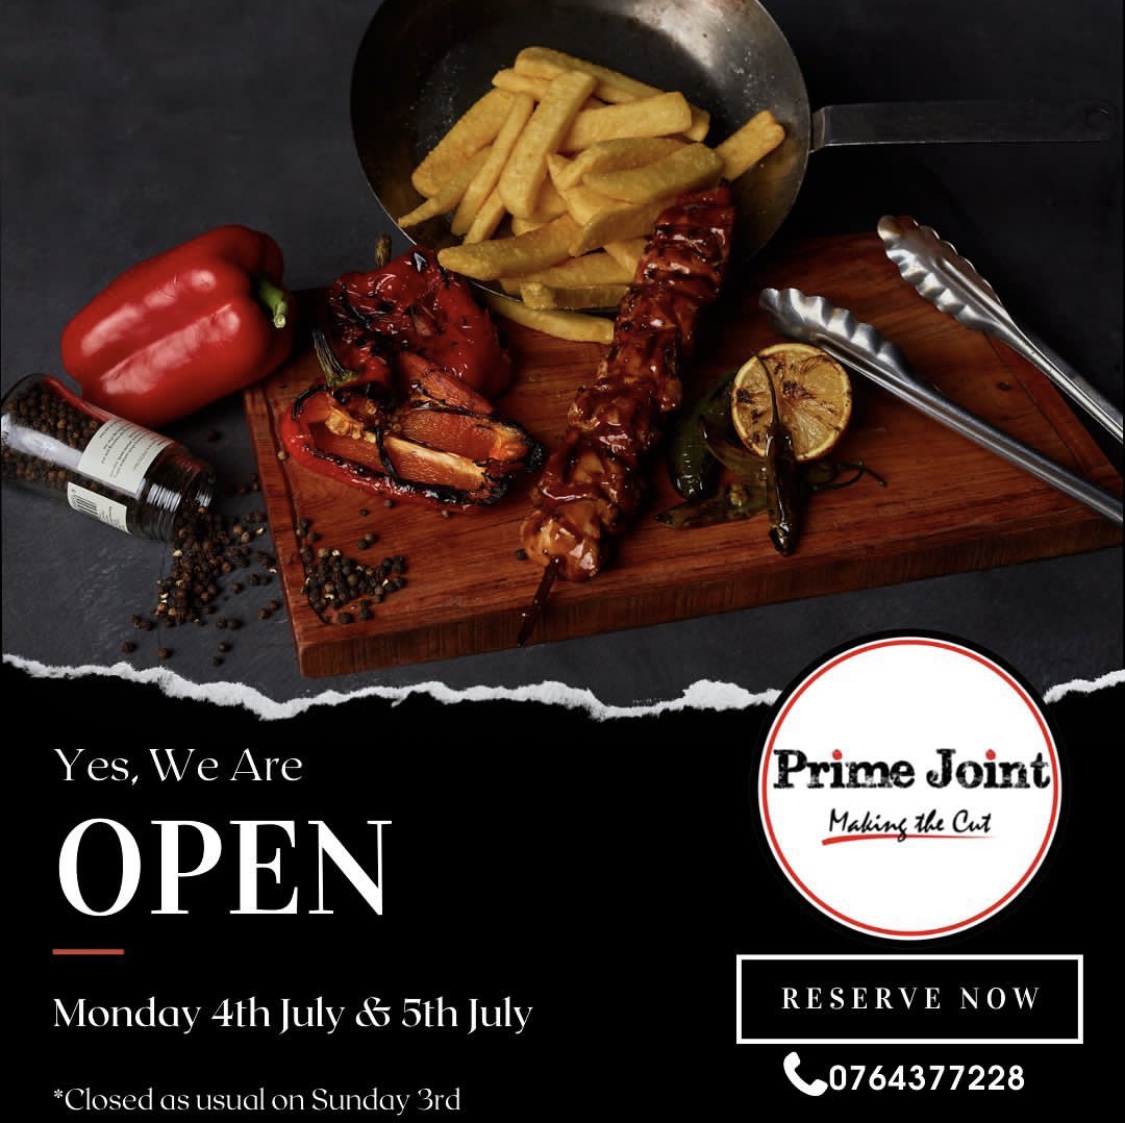 Yes, We Are
OPEN
Monday 4th July & 5th July
*Closed as usual on Sunday 3rd
Prime Joint
Making the Cut
RESERVE NOW
0764377228